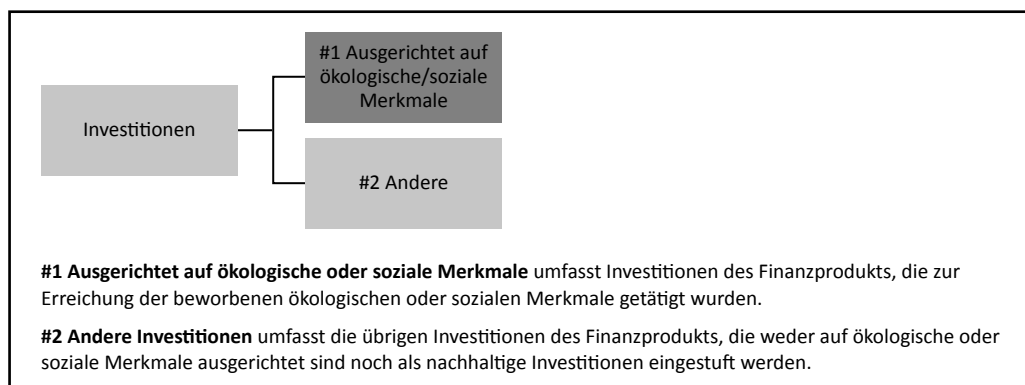 #1 Ausgerichtet auf
ökologische/soziale
Merkmale
Investitionen
#2 Andere
#1 Ausgerichtet auf ökologische oder soziale Merkmale umfasst Investitionen des Finanzprodukts, die zur
Erreichung der beworbenen ökologischen oder sozialen Merkmale getätigt wurden.
#2 Andere Investitionen umfasst die übrigen Investitionen des Finanzprodukts, die weder auf ökologische oder
soziale Merkmale ausgerichtet sind noch als nachhaltige Investitionen eingestuft werden.